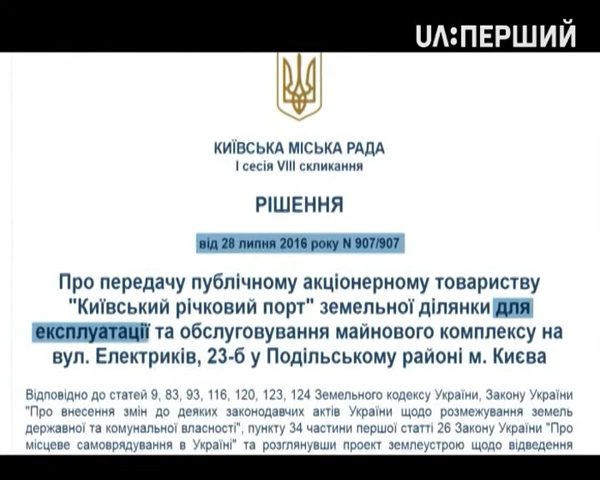 UA:ПЕРШИЙ
КИЇВСЬКА МІСЬКА РАДА
І сесія VІІІ скликання
РІШЕННЯ
від 28 липня 2016 року N 907/907
Про передачу публічному акціонерному товариству
"Київський річковий порт" земельної ділянки для
експлуатації та обслуговування майнового комплексу на
вул. Електриків, 23-б у Подільському районі м. Києва
Відповідно до статей 9, 83, 93, 116, 120, 123, 124 Земельного кодексу України, Закону України
"Про внесення змін до деяких законодавчих актів України щодо розмежування земель
державної та комунальної власності", пункту 34 частини першої статті 26 Закону України "Про
місцеве самоврядування в Україні" та розглянувши проект землеустрою щодо відведення